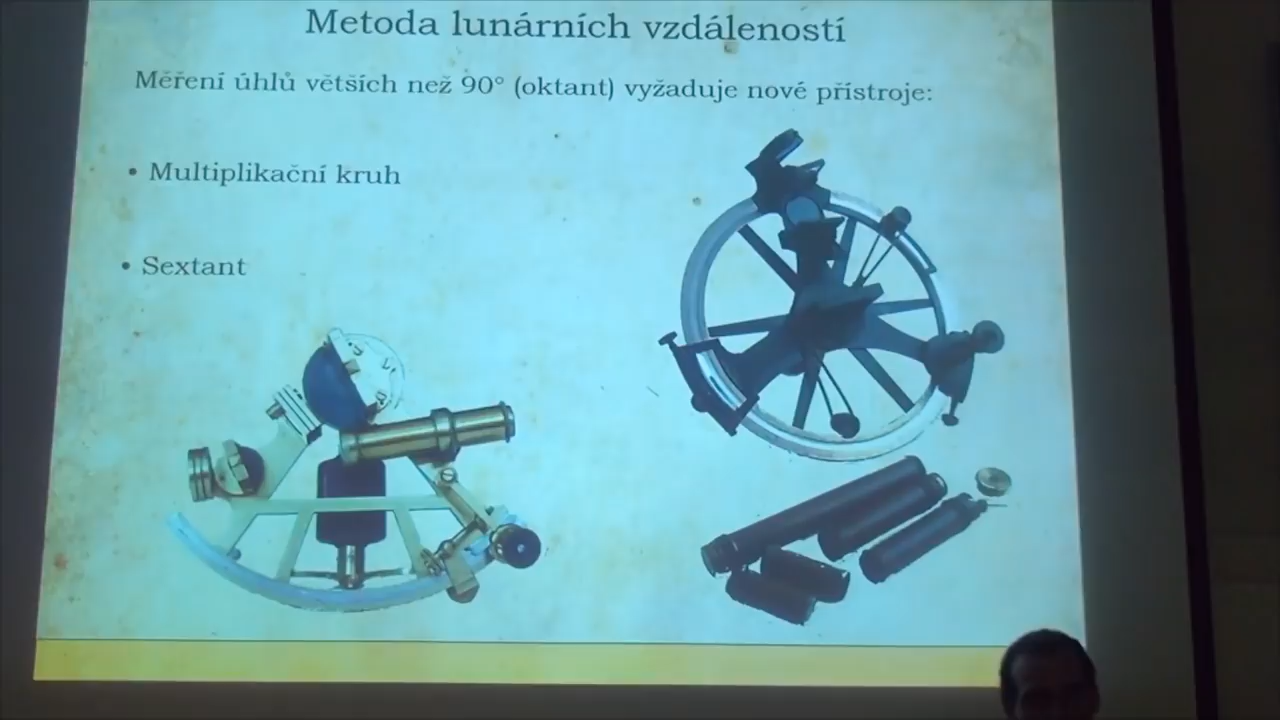 Metoda lunárních vzdáleností
Měření úhlů větších než 90° (oktant) vyžaduje nové přístroje:
• Multiplikační kruh
• Sextant